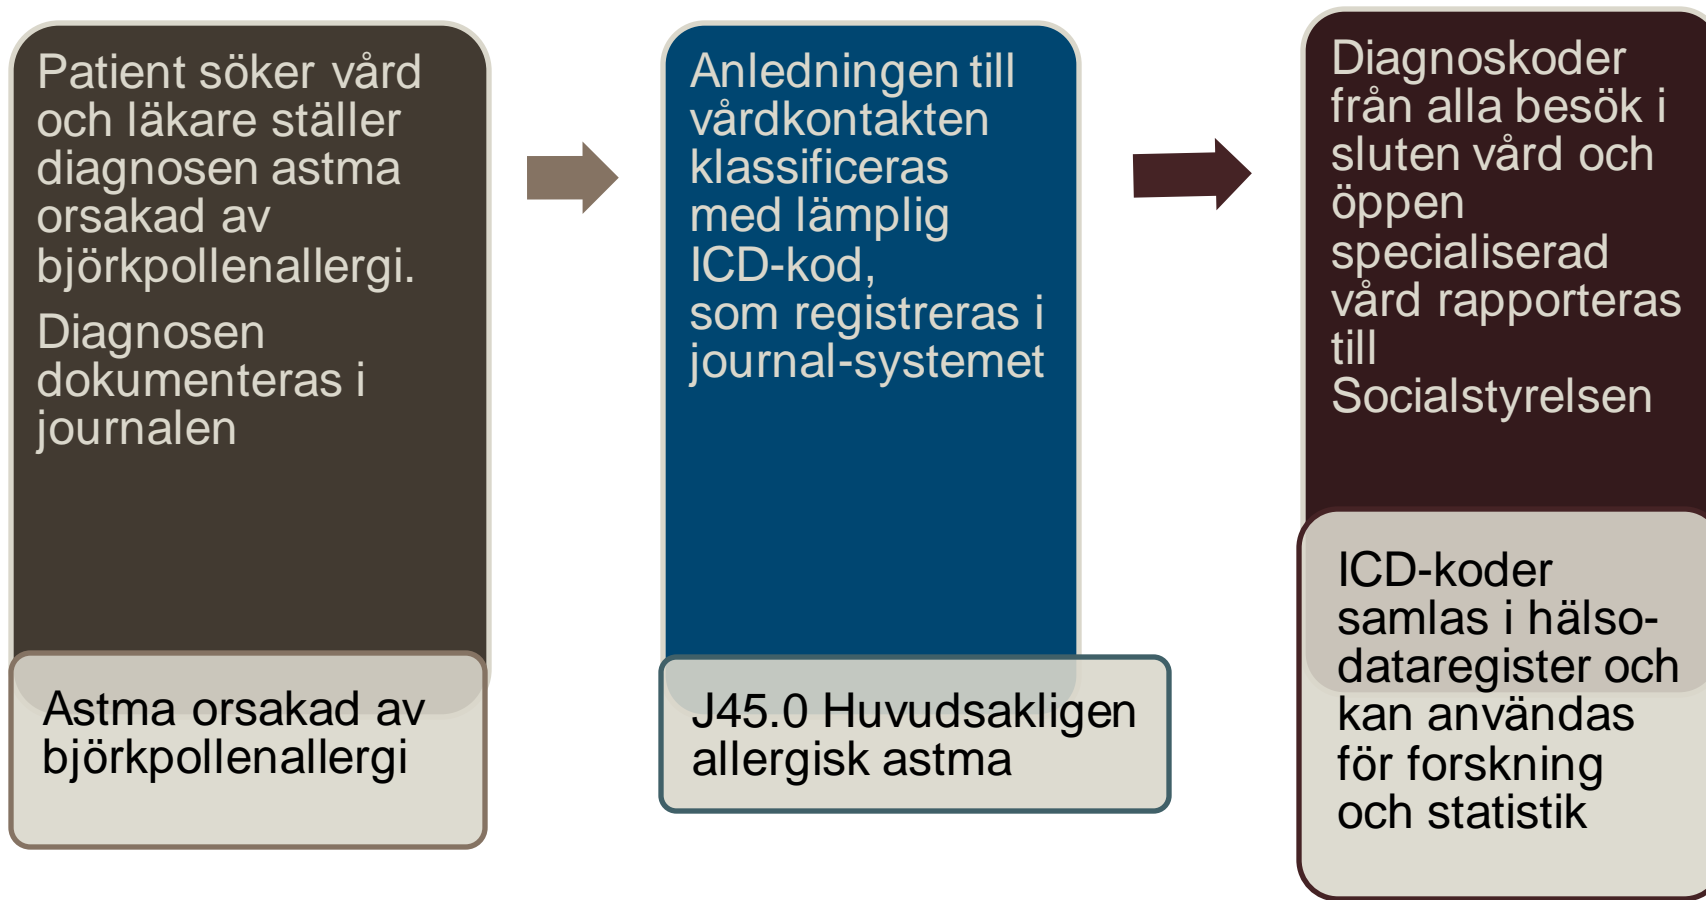 Patient söker vård
och läkare ställer
diagnosen astma
orsakad av
björkpollenallergi.
Diagnosen
dokumenteras i
journalen
Astma orsakad av
björkpollenallergi
Anledningen till
vårdkontakten
klassificeras
med lämplig
ICD-kod,
som registreras i
journal-systemet
J45.0 Huvudsakligen
allergisk astma
Diagnoskoder
från alla besök i
sluten vård och
öppen
specialiserad
vård rapporteras
till
Socialstyrelsen
ICD-koder
samlas i hälso-
dataregister och
kan användas
för forskning
och statistik